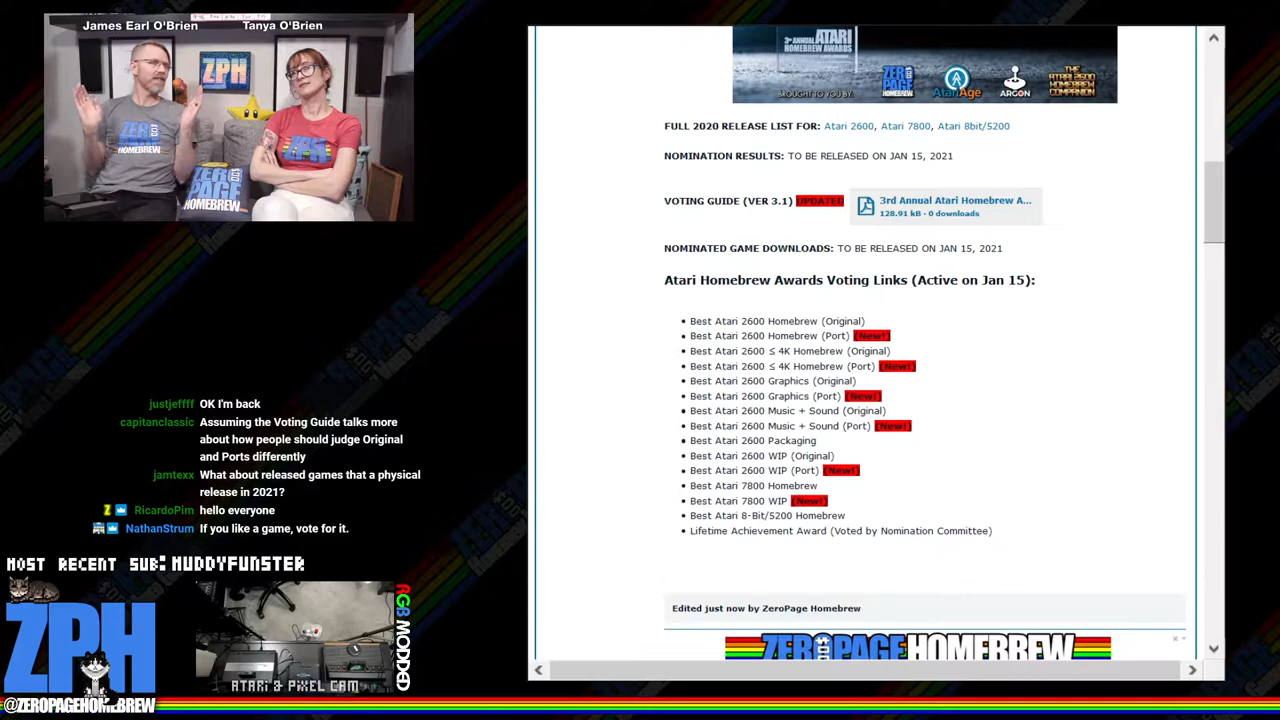 James Earl O'Brien
Tanya O'Brien
ZPH
ZPH
ZPH
ZPH
HOMEBREW
3RD ANNUAL ATARI
HOMEBREW AWARDS
BROUGHT TO YOU BY
ZERO
PAGE
HOMEBREW
AtariAge
ARGON
THE
ATARI 2600
HOMEBREW
COMPANION
FULL 2020 RELEASE LIST FOR: Atari 2600, Atari 7800, Atari 8bit/5200
NOMINATION RESULTS: TO BE RELEASED ON JAN 15, 2021
VOTING GUIDE (VER 3.1) UPDATED
3rd Annual Atari Homebrew A...
128.91 kB · 0 downloads
NOMINATED GAME DOWNLOADS: TO BE RELEASED ON JAN 15, 2021
Atari Homebrew Awards Voting Links (Active on Jan 15):
• Best Atari 2600 Homebrew (Original)
• Best Atari 2600 Homebrew (Port) (New!)
• Best Atari 2600 ≤ 4K Homebrew (Original)
• Best Atari 2600 ≤ 4K Homebrew (Port) (New!)
• Best Atari 2600 Graphics (Original)
• Best Atari 2600 Graphics (Port) (New!)
• Best Atari 2600 Music + Sound (Original)
• Best Atari 2600 Music + Sound (Port) (New!)
• Best Atari 2600 Packaging
• Best Atari 2600 WIP (Original)
• Best Atari 2600 WIP (Port) (New!)
• Best Atari 7800 Homebrew
• Best Atari 7800 WIP (New!)
• Best Atari 8-Bit/5200 Homebrew
• Lifetime Achievement Award (Voted by Nomination Committee)
Edited just now by ZeroPage Homebrew
ZEROPAGEHOMEBREW
justjeffff OK I'm back
capitanclassic Assuming the Voting Guide talks more
about how people should judge Original
and Ports differently
jamtexx What about released games that a physical
release in 2021?
Z RicardoPim hello everyone
NathanStrum If you like a game, vote for it.
MOST RECENT SUB: MUDDYFUNSTER
ZPH
RGB MODDED
ATARI & PIXEL CAM
@ZEROPAGEHOMEBREW